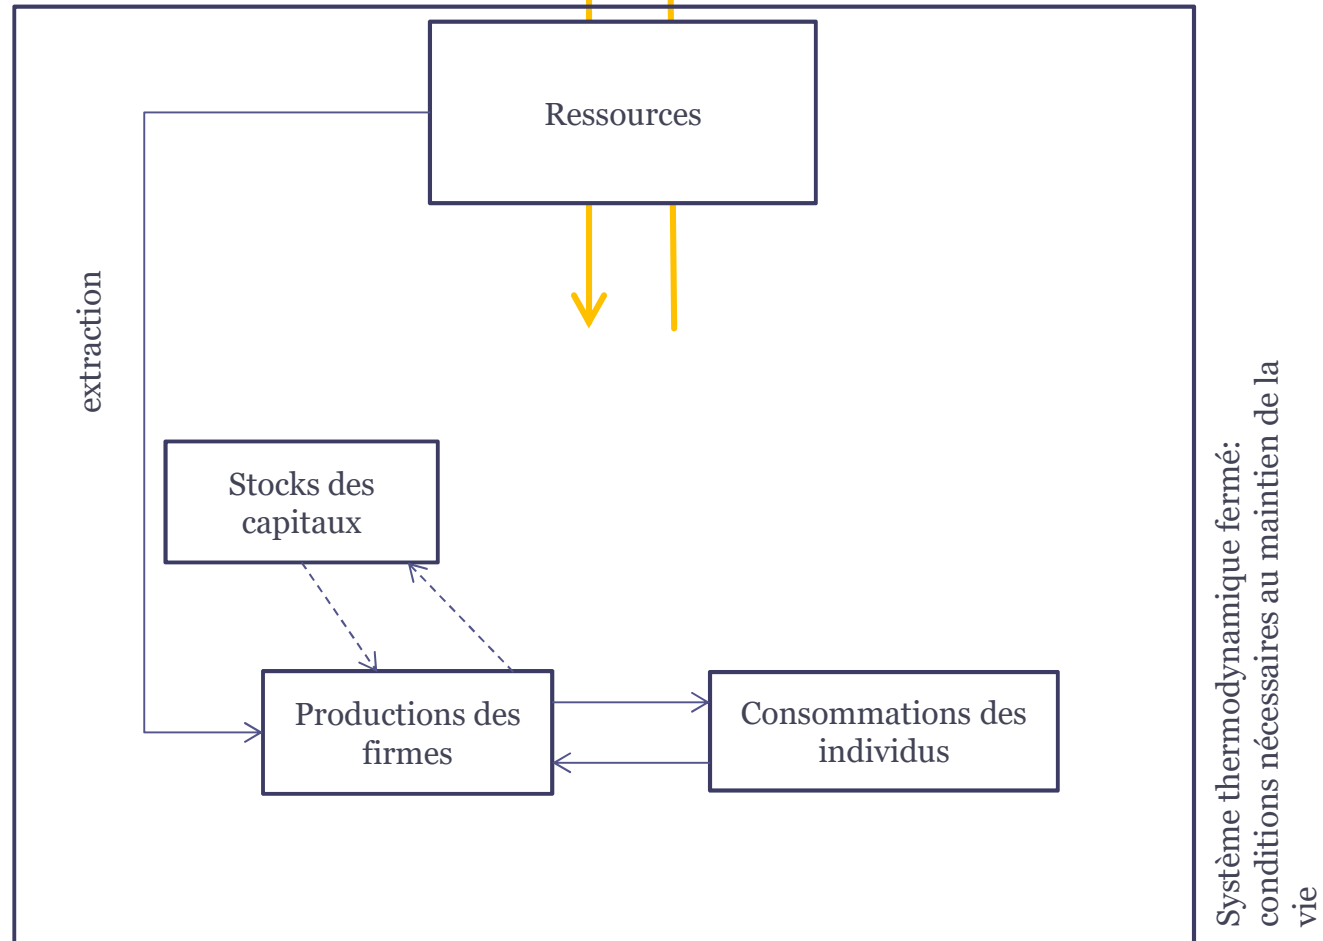 Ressources
extraction
Stocks des
capitaux
Productions des
firmes
Consommations des
individus
Système thermodynamique fermé:
conditions nécessaires au maintien de la
vie